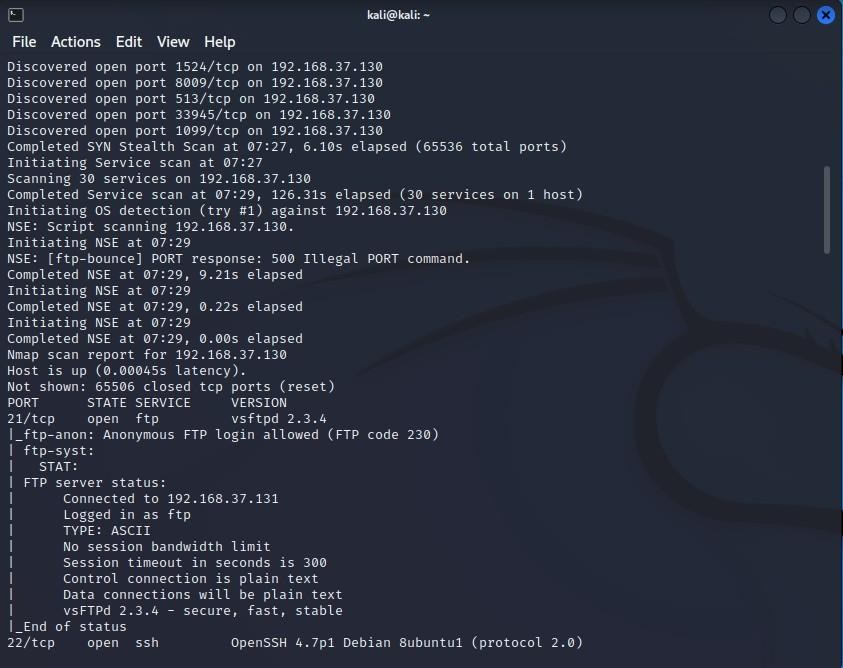 kali@kali: ~
File Actions Edit View Help
Discovered open port 1524/tcp on 192.168.37.130
Discovered open port 8009/tcp on 192.168.37.130
Discovered open port 513/tcp on 192.168.37.130
Discovered open port 33945/tcp on 192.168.37.130
Discovered open port 1099/tcp on 192.168.37.130
Completed SYN Stealth Scan at 07:27, 6.10s elapsed (65536 total ports)
Initiating Service scan at 07:27
Scanning 30 services on 192.168.37.130
Completed Service scan at 07:29, 126.31s elapsed (30 services on 1 host)
Initiating OS detection (try #1) against 192.168.37.130
NSE: Script scanning 192.168.37.130.
Initiating NSE at 07:29
NSE: [ftp-bounce] PORT response: 500 Illegal PORT command.
Completed NSE at 07:29, 9.21s elapsed
Initiating NSE at 07:29
Completed NSE at 07:29, 0.22s elapsed
Initiating NSE at 07:29
Completed NSE at 07:29, 0.00s elapsed
Nmap scan report for 192.168.37.130
Host is up (0.00045s latency).
Not shown: 65506 closed tcp ports (reset)
PORT      STATE SERVICE     VERSION
21/tcp    open  ftp         vsftpd 2.3.4
|_ftp-anon: Anonymous FTP login allowed (FTP code 230)
| ftp-syst:
|   STAT:
| FTP server status:
|      Connected to 192.168.37.131
|      Logged in as ftp
|      TYPE: ASCII
|      No session bandwidth limit
|      Session timeout in seconds is 300
|      Control connection is plain text
|      Data connections will be plain text
|      vsFTPd 2.3.4 - secure, fast, stable
|_End of status
22/tcp    open  ssh         OpenSSH 4.7p1 Debian 8ubuntu1 (protocol 2.0)